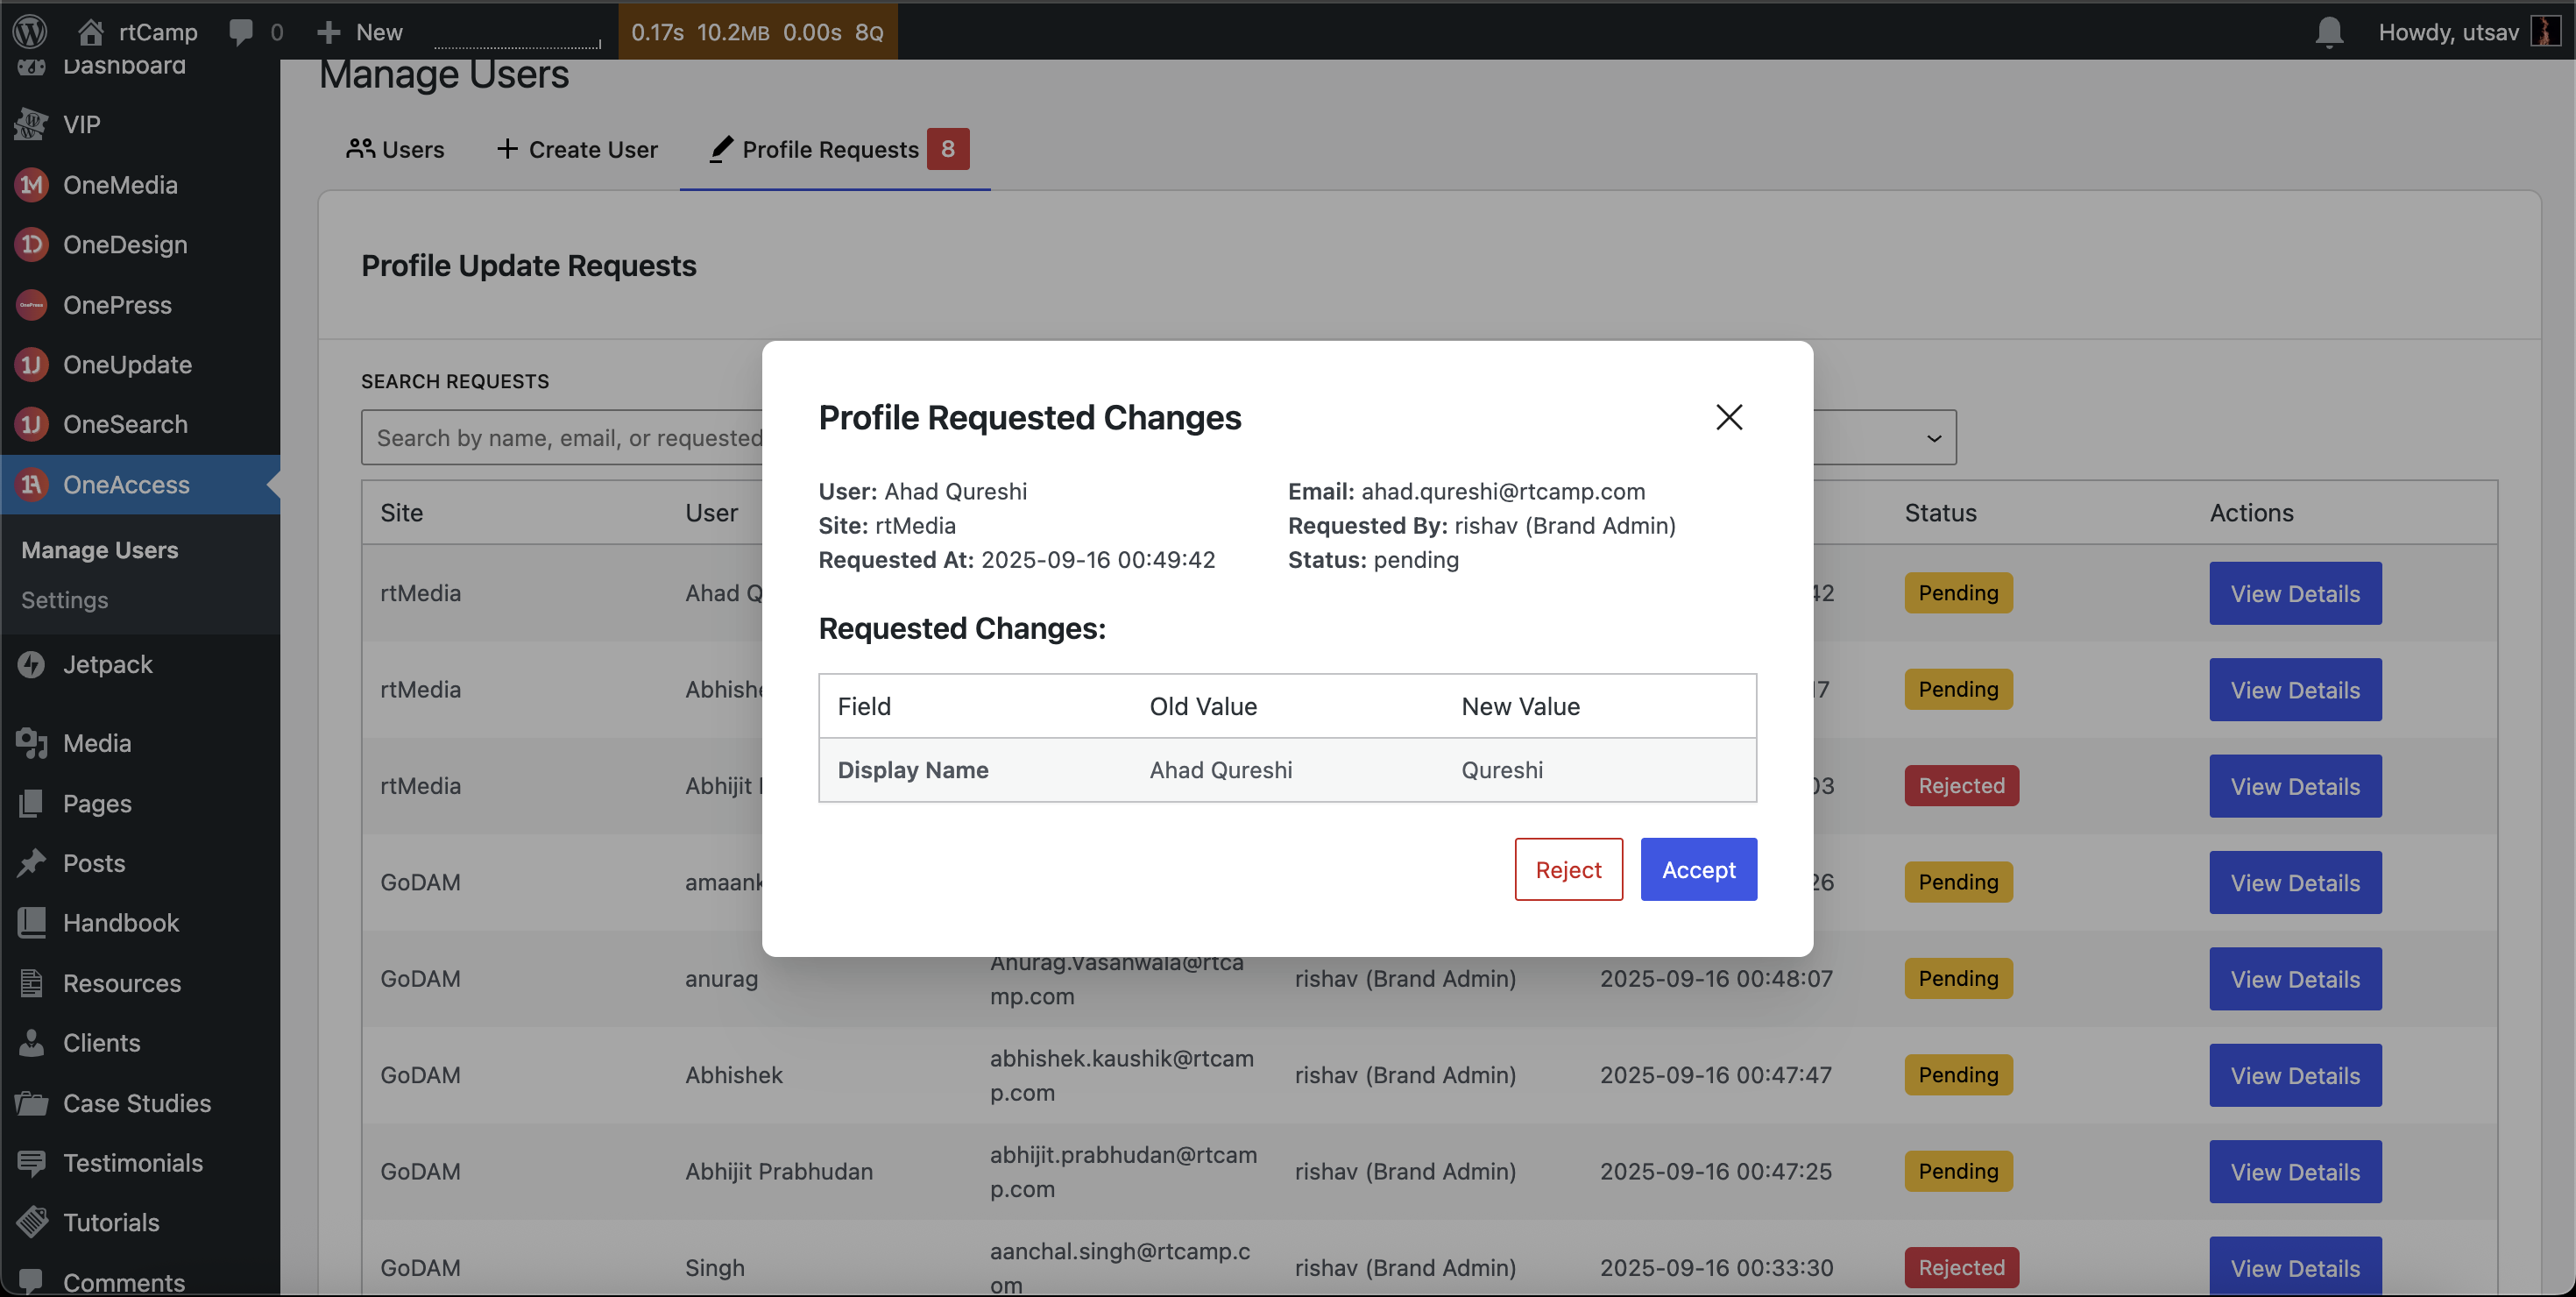 rtCamp 0 New 0.17s 10.2MB 0.00s 8Q Howdy, utsav
Dashboard
VIP
OneMedia
OneDesign
OnePress
OneUpdate
OneSearch
OneAccess
Manage Users
Settings
Jetpack
Media
Pages
Posts
Handbook
Resources
Clients
Case Studies
Testimonials
Tutorials
Comments
Manage Users
Users Create User Profile Requests 8
Profile Update Requests
SEARCH REQUESTS
Search by name, email, or requested
Site User Status Actions
rtMedia Ahad Q 42 Pending View Details
rtMedia Abhishe 17 Pending View Details
rtMedia Abhijit 03 Rejected View Details
GoDAM amaank 26 Pending View Details
GoDAM anurag Anurag.Vasanwala@rtca rishav (Brand Admin) 2025-09-16 00:48:07 Pending View Details
mp.com
GoDAM Abhishek abhishek.kaushik@rtcam rishav (Brand Admin) 2025-09-16 00:47:47 Pending View Details
p.com
GoDAM Abhijit Prabhudan abhijit.prabhudan@rtcam rishav (Brand Admin) 2025-09-16 00:47:25 Pending View Details
p.com
GoDAM Singh aanchal.singh@rtcamp.c rishav (Brand Admin) 2025-09-16 00:33:30 Rejected View Details
om
Profile Requested Changes
User: Ahad Qureshi Email: ahad.qureshi@rtcamp.com
Site: rtMedia Requested By: rishav (Brand Admin)
Requested At: 2025-09-16 00:49:42 Status: pending
Requested Changes:
Field Old Value New Value
Display Name Ahad Qureshi Qureshi
Reject Accept